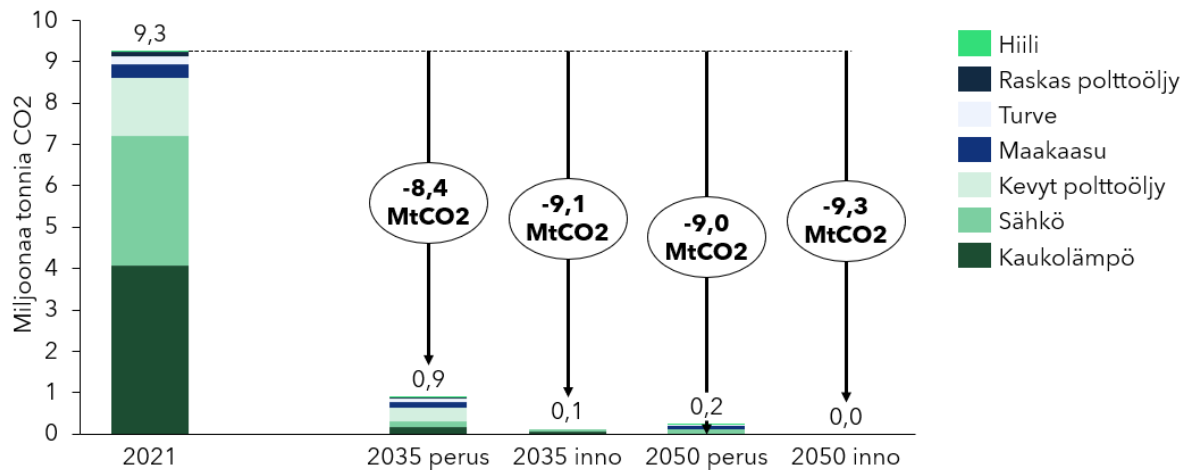 Miljoonaa tonnia CO2
10
9
8
7
6
5
4
3
2
1
0
9,3
-8,4
MtCO2
-9,1
MtCO2
-9,0
MtCO2
-9,3
MtCO2
0,9
0,1
0,2
0,0
2021
2035 perus
2035 inno
2050 perus
2050 inno
Hiili
Raskas polttoöljy
Turve
Maakaasu
Kevyt polttoöljy
Sähkö
Kaukolämpö